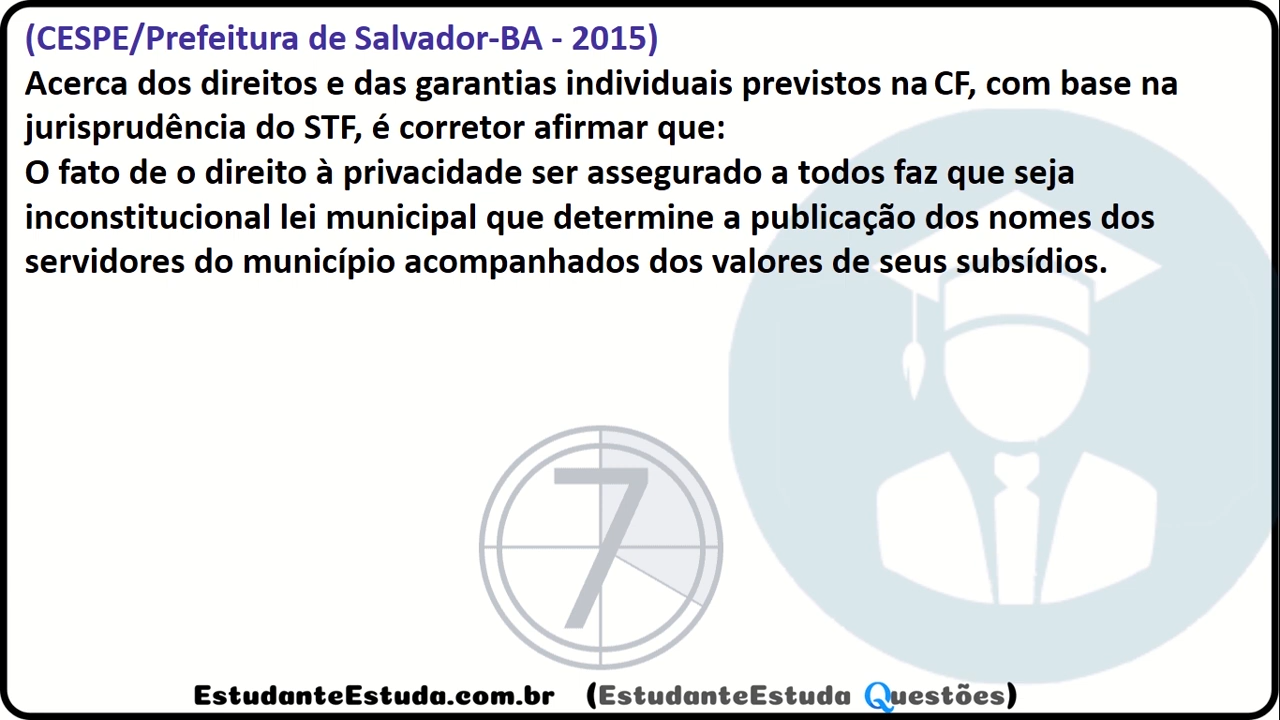 (CESPE/Prefeitura de Salvador-BA - 2015)
Acerca dos direitos e das garantias individuais previstos na CF, com base na
jurisprudência do STF, é corretor afirmar que:
O fato de o direito à privacidade ser assegurado a todos faz que seja
inconstitucional lei municipal que determine a publicação dos nomes dos
servidores do município acompanhados dos valores de seus subsídios.
7
EstudanteEstuda.com.br (EstudanteEstuda Questões)